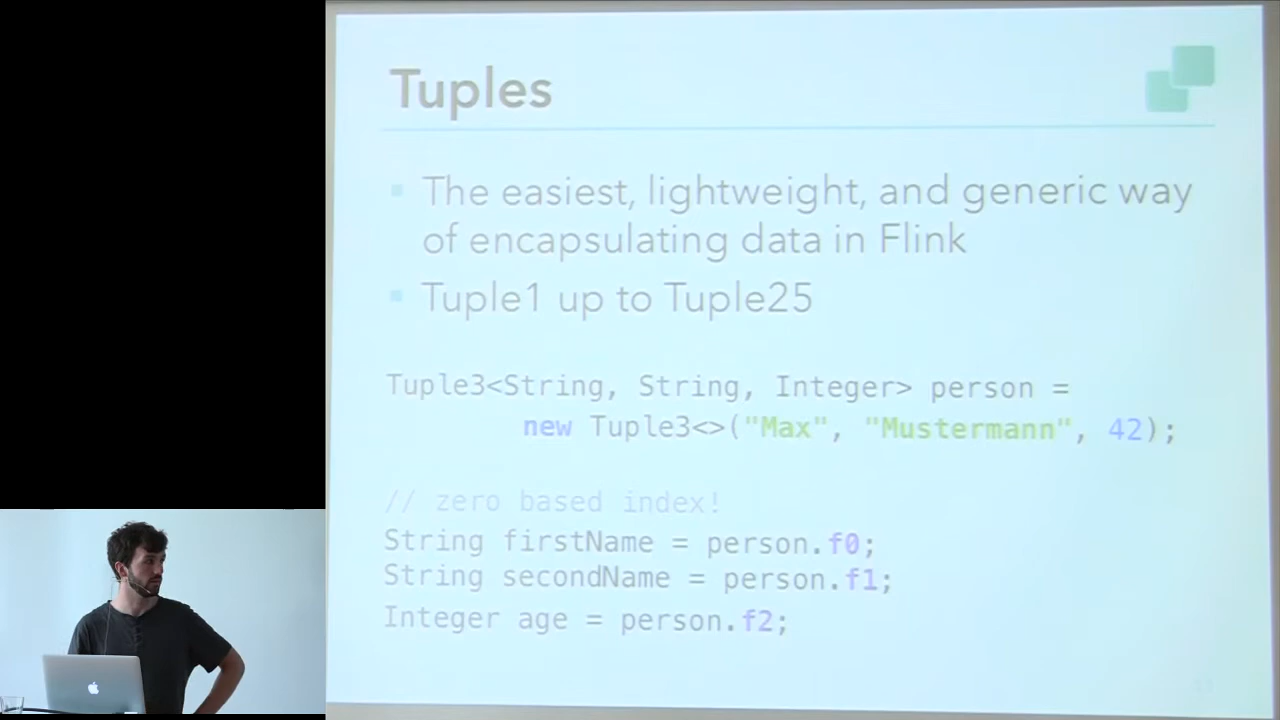 Tuples
The easiest, lightweight, and generic way
of encapsulating data in Flink
Tuple1 up to Tuple25
Tuple3<String, String, Integer> person =
new Tuple3<>("Max", "Mustermann", 42);
// zero based index!
String firstName = person.f0;
String secondName = person.f1;
Integer age = person.f2;